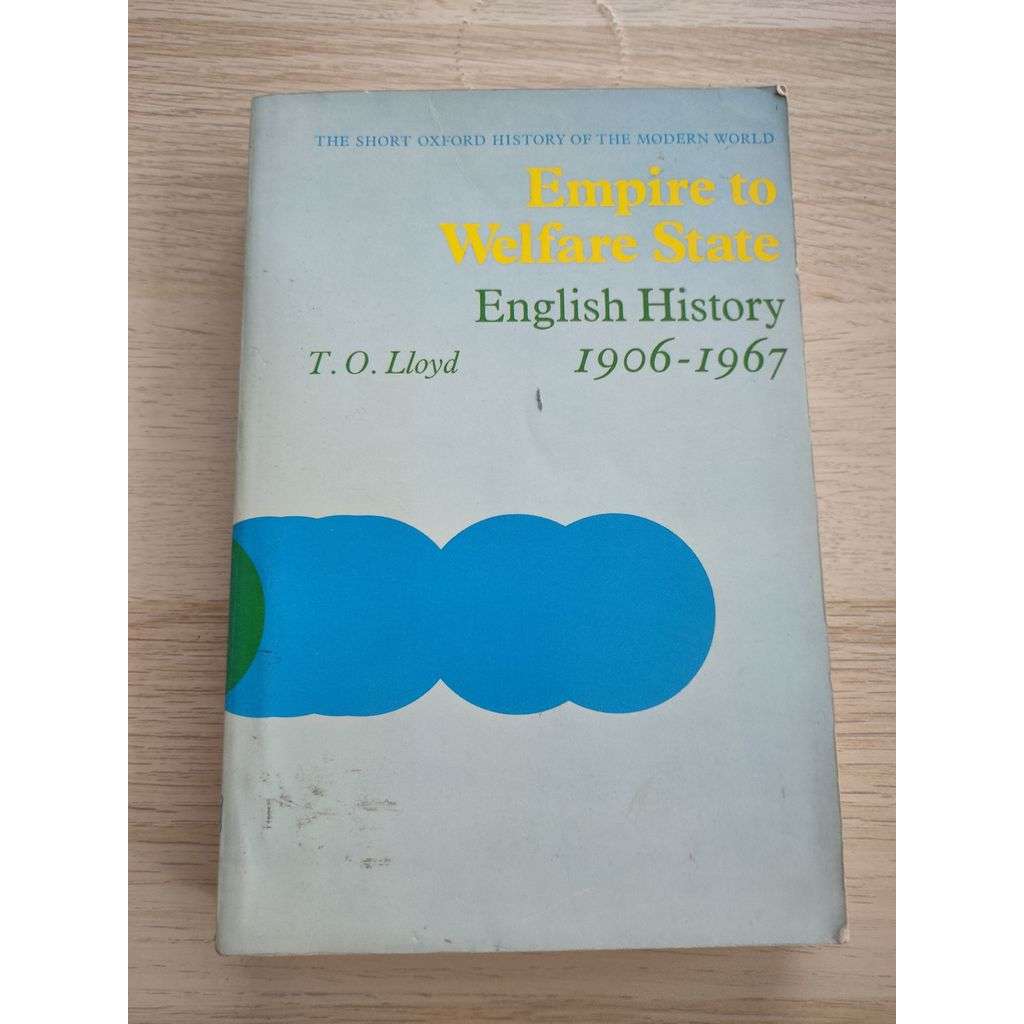 THE SHORT OXFORD HISTORY OF THE MODERN WORLD
Empire to
Welfare State
English History
T. O. Lloyd 1906-1967